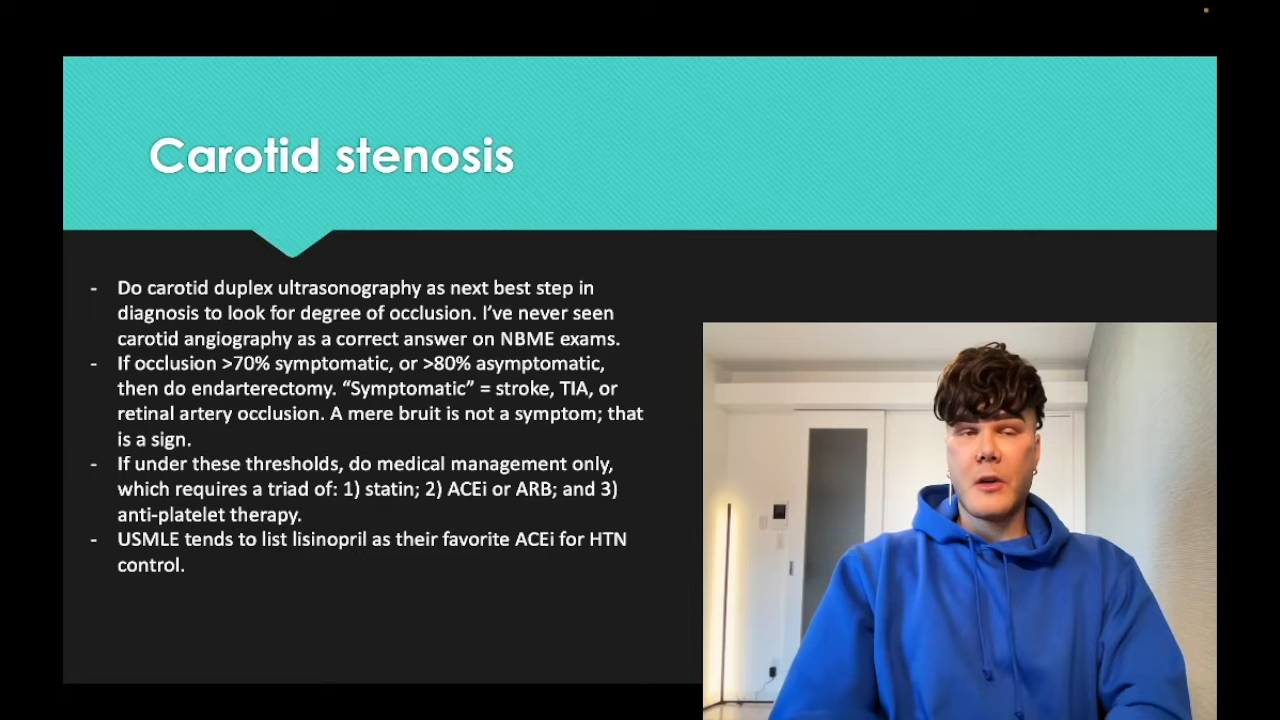 Carotid stenosis
- Do carotid duplex ultrasonography as next best step in
diagnosis to look for degree of occlusion. I’ve never seen
carotid angiography as a correct answer on NBME exams.
- If occlusion >70% symptomatic, or >80% asymptomatic,
then do endarterectomy. “Symptomatic” = stroke, TIA, or
retinal artery occlusion. A mere bruit is not a symptom; that
is a sign.
- If under these thresholds, do medical management only,
which requires a triad of: 1) statin; 2) ACEi or ARB; and 3)
anti-platelet therapy.
- USMLE tends to list lisinopril as their favorite ACEi for HTN
control.